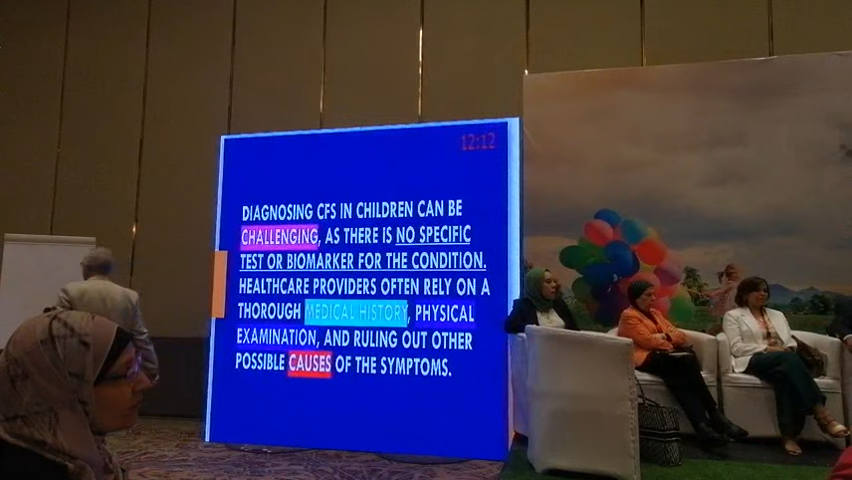 12:12
DIAGNOSING CFS IN CHILDREN CAN BE
CHALLENGING, AS THERE IS NO SPECIFIC
TEST OR BIOMARKER FOR THE CONDITION.
HEALTHCARE PROVIDERS OFTEN RELY ON A
THOROUGH MEDICAL HISTORY, PHYSICAL
EXAMINATION, AND RULING OUT OTHER
POSSIBLE CAUSES OF THE SYMPTOMS.